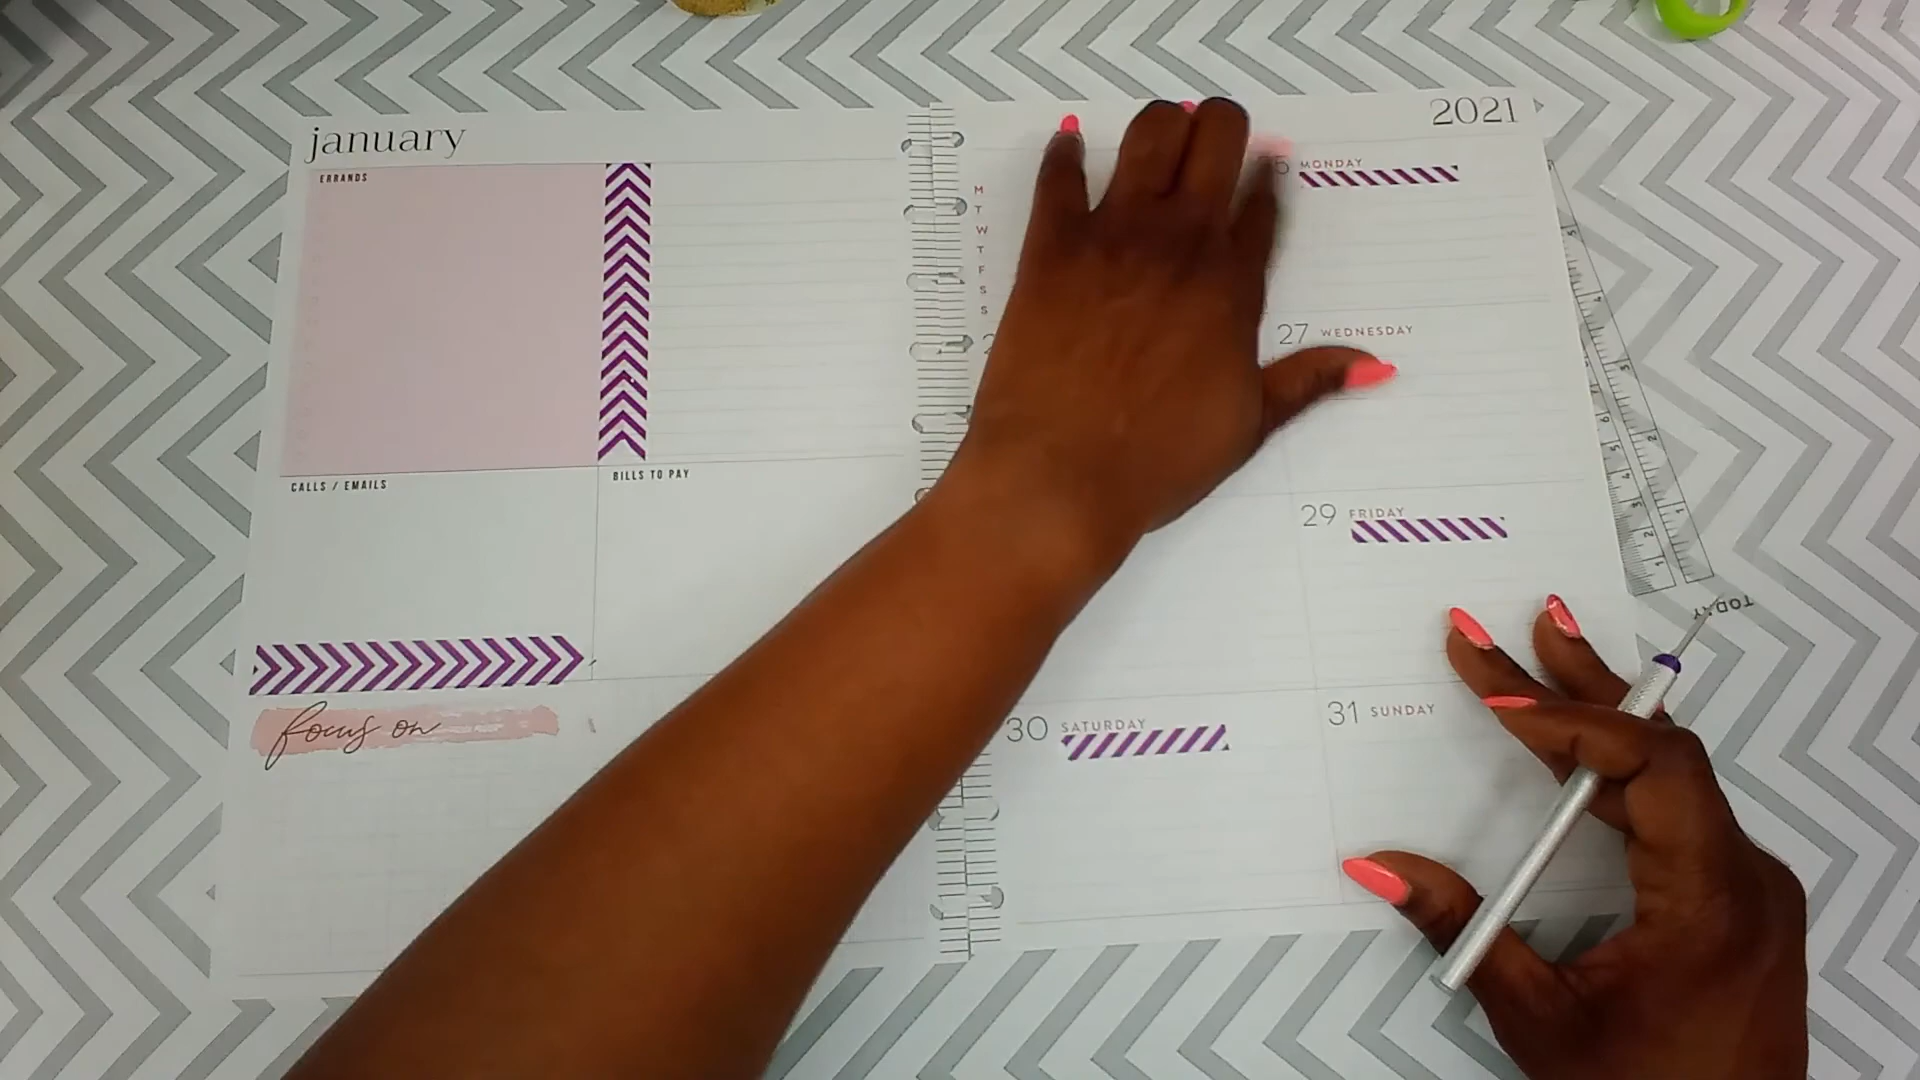 january
ERRANDS
CALLS / EMAILS
BILLS TO PAY
focus on
2021
M
T
W
T
F
S
S
MONDAY
27 WEDNESDAY
29 FRIDAY
30 SATURDAY
31 SUNDAY
TODAY